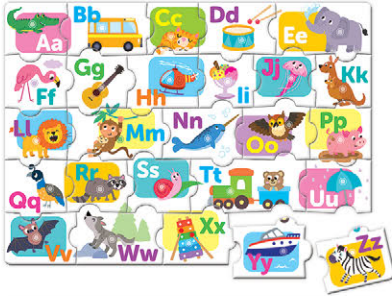 Aa Bb Cc Dd Ee
Ff Gg Hh Ii Jj Kk
Ll Mm Nn Oo Pp
Qq Rr Ss Tt Uu
Vv Ww Xx Yy Zz